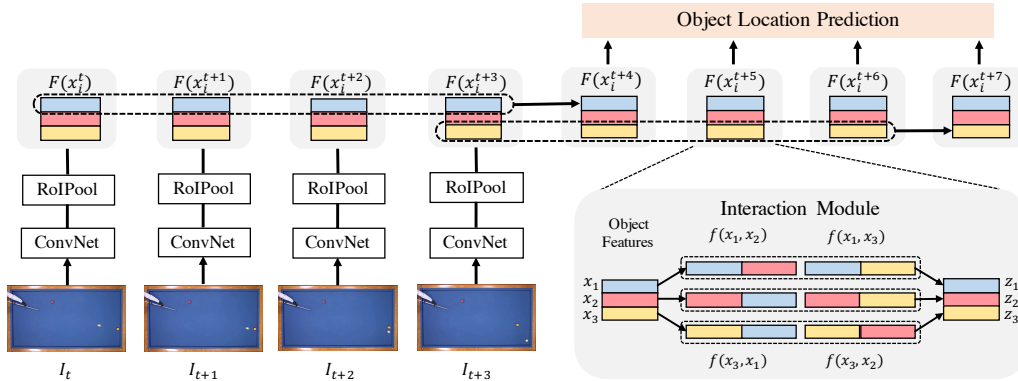 Object Location Prediction
F(x_i^t) F(x_i^{t+1}) F(x_i^{t+2}) F(x_i^{t+3}) F(x_i^{t+4}) F(x_i^{t+5}) F(x_i^{t+6}) F(x_i^{t+7})
RoIPool RoIPool RoIPool RoIPool
ConvNet ConvNet ConvNet ConvNet
I_t I_{t+1} I_{t+2} I_{t+3}
Interaction Module
Object
Features
f(x_1, x_2) f(x_1, x_3)
x_1 z_1
x_2 z_2
x_3 z_3
f(x_3, x_1) f(x_3, x_2)